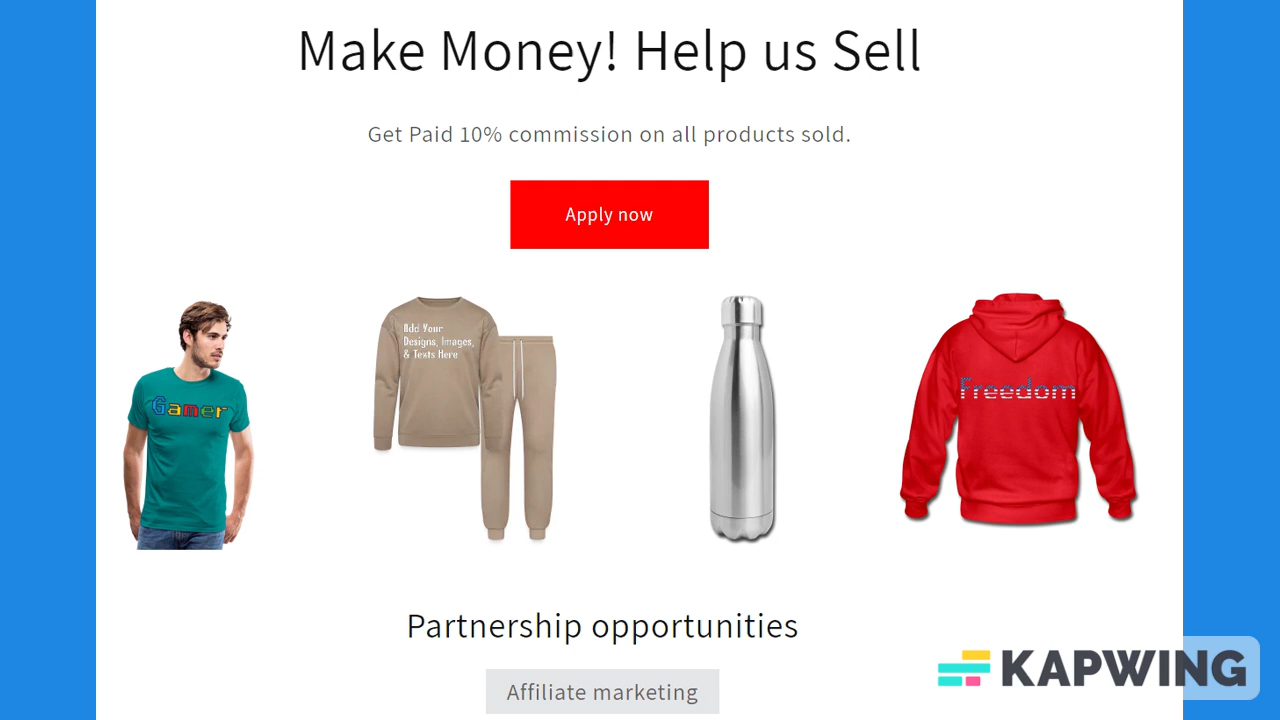 Make Money! Help us Sell
Get Paid 10% commission on all products sold.
Apply now
Gamer
Add Your
Designs, Images,
& Texts Here
Freedom
Partnership opportunities
Affiliate marketing
KAPWING